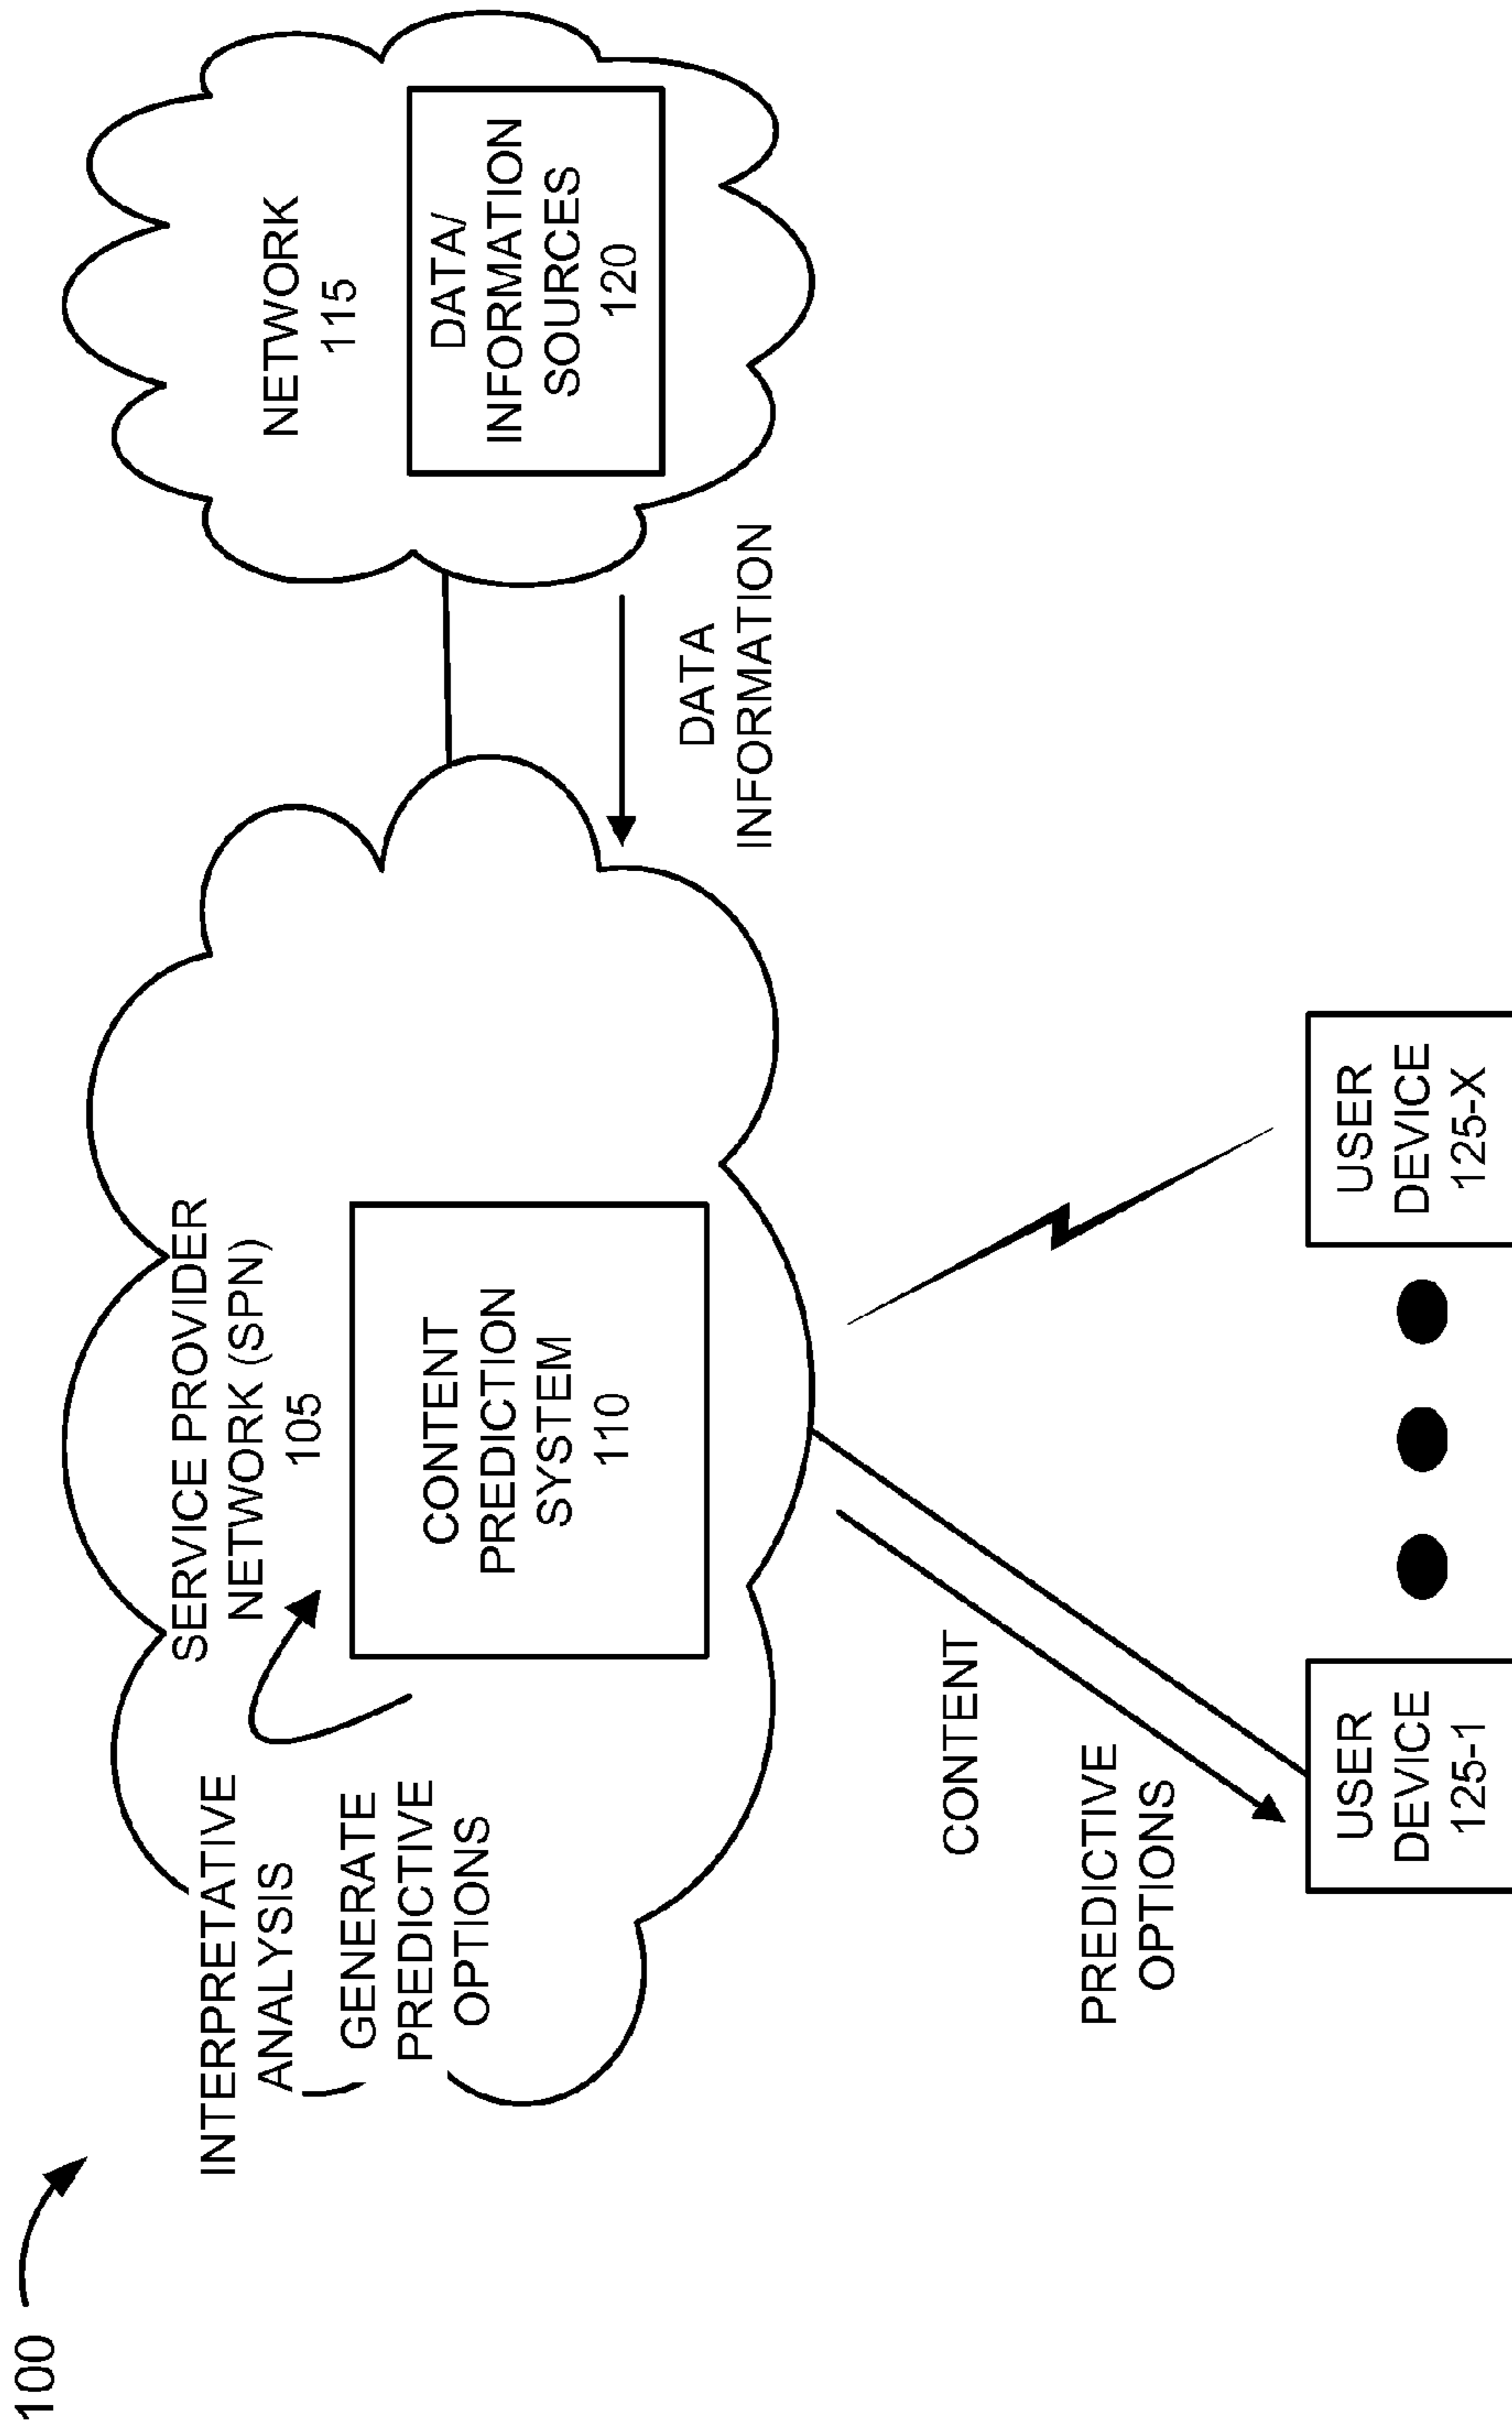 100
INTERPRETATIVE
ANALYSIS
GENERATE
PREDICTIVE
OPTIONS
SERVICE PROVIDER
NETWORK (SPN)
105
CONTENT
PREDICTION
SYSTEM
110
NETWORK
115
DATA/
INFORMATION
SOURCES
120
DATA
INFORMATION
CONTENT
PREDICTIVE
OPTIONS
USER
DEVICE
125-1
USER
DEVICE
125-X